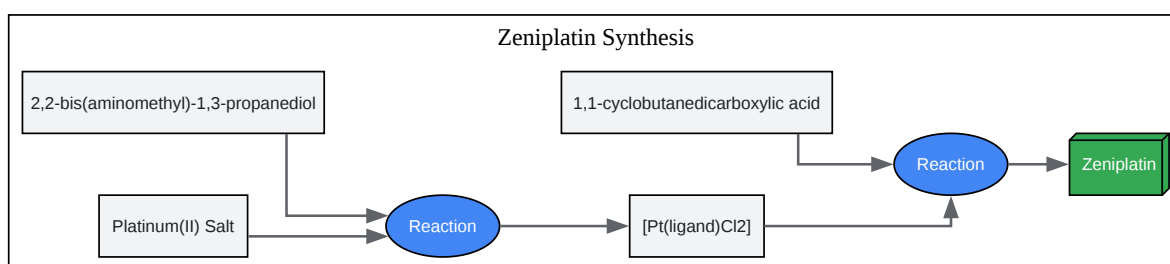 Zeniplatin Synthesis
2,2-bis(aminomethyl)-1,3-propanediol
1,1-cyclobutanedicarboxylic acid
Reaction
Zeniplatin
Platinum(II) Salt
Reaction
[Pt(ligand)Cl2]